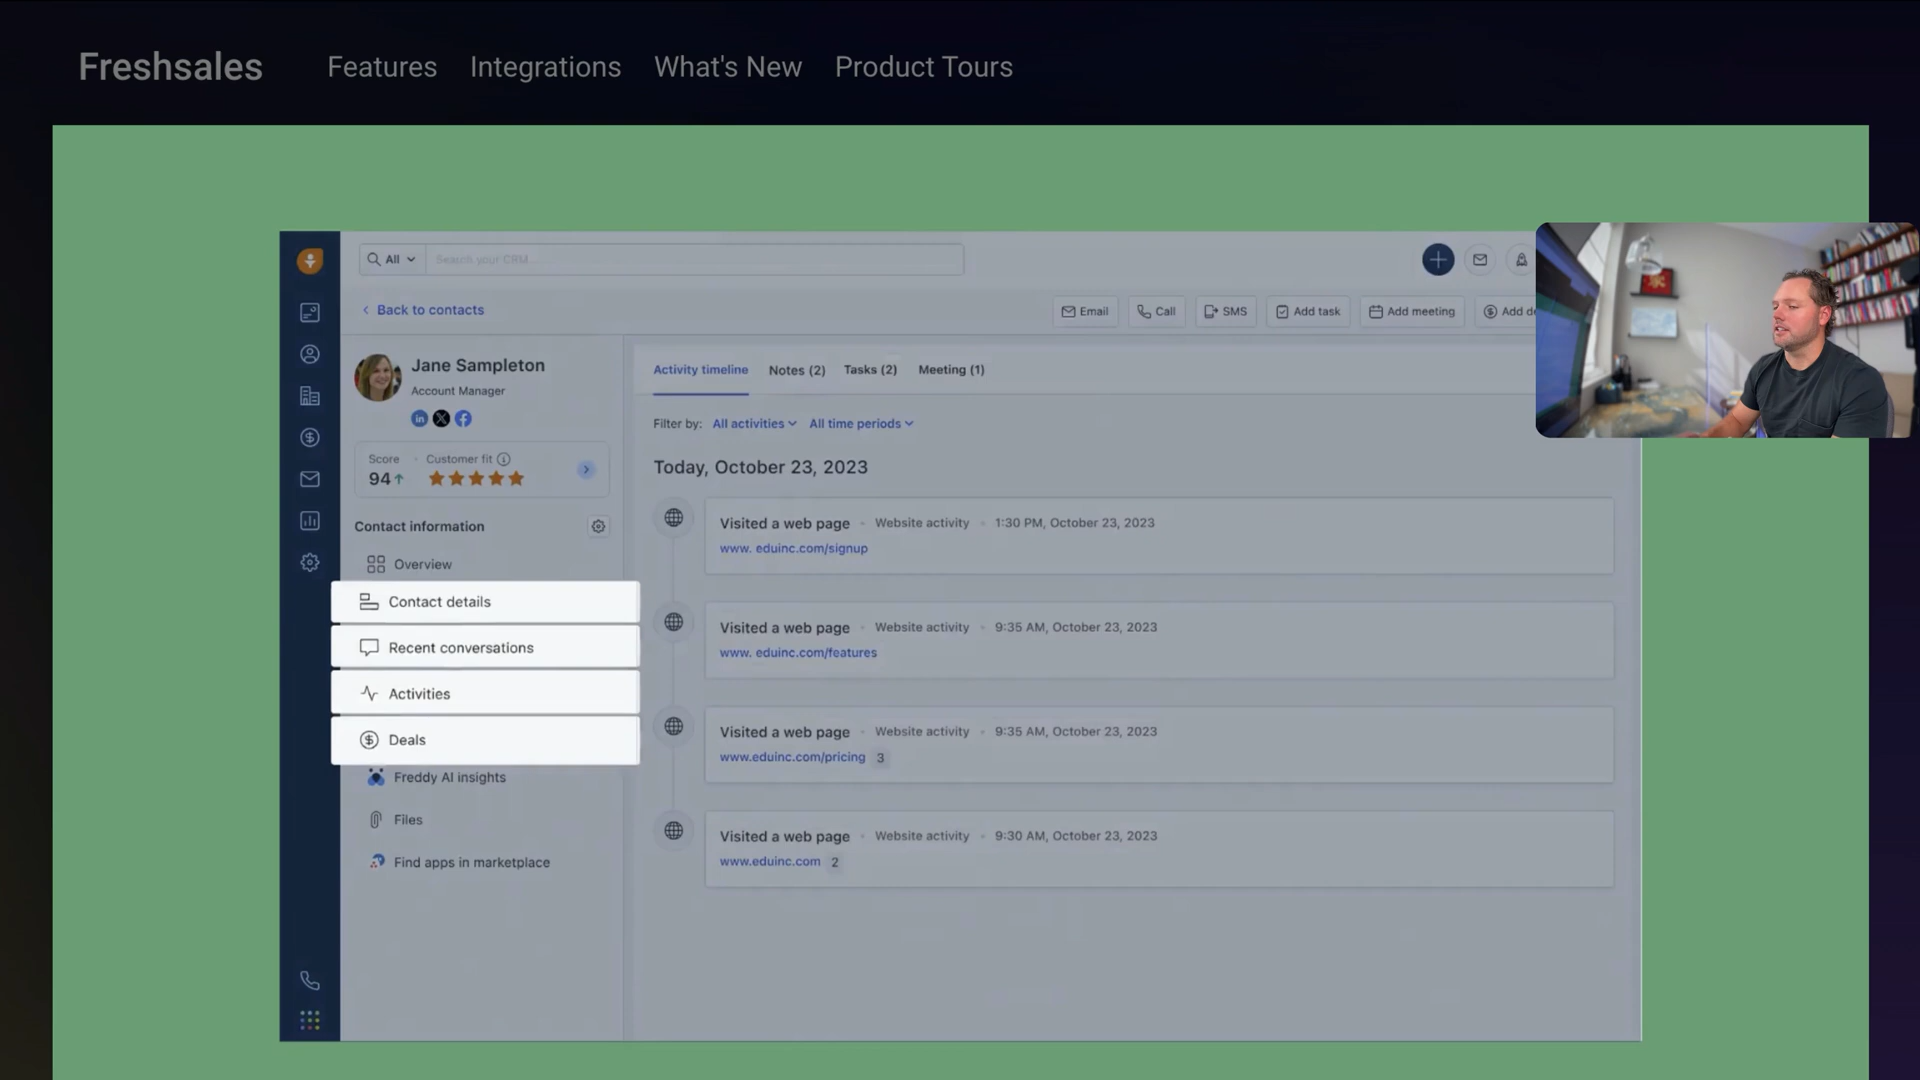 Freshsales Features Integrations What's New Product Tours
All Search your CRM...
Back to contacts
Email Call SMS Add task Add meeting
Jane Sampleton
Account Manager
Score Customer fit
94
Contact information
Overview
Contact details
Recent conversations
Activities
Deals
Freddy AI insights
Files
Find apps in marketplace
Activity timeline Notes (2) Tasks (2) Meeting (1)
Filter by: All activities All time periods
Today, October 23, 2023
Visited a web page Website activity 1:30 PM, October 23, 2023
www. eduinc.com/signup
Visited a web page Website activity 9:35 AM, October 23, 2023
www. eduinc.com/features
Visited a web page Website activity 9:35 AM, October 23, 2023
www.eduinc.com/pricing 3
Visited a web page Website activity 9:30 AM, October 23, 2023
www.eduinc.com 2